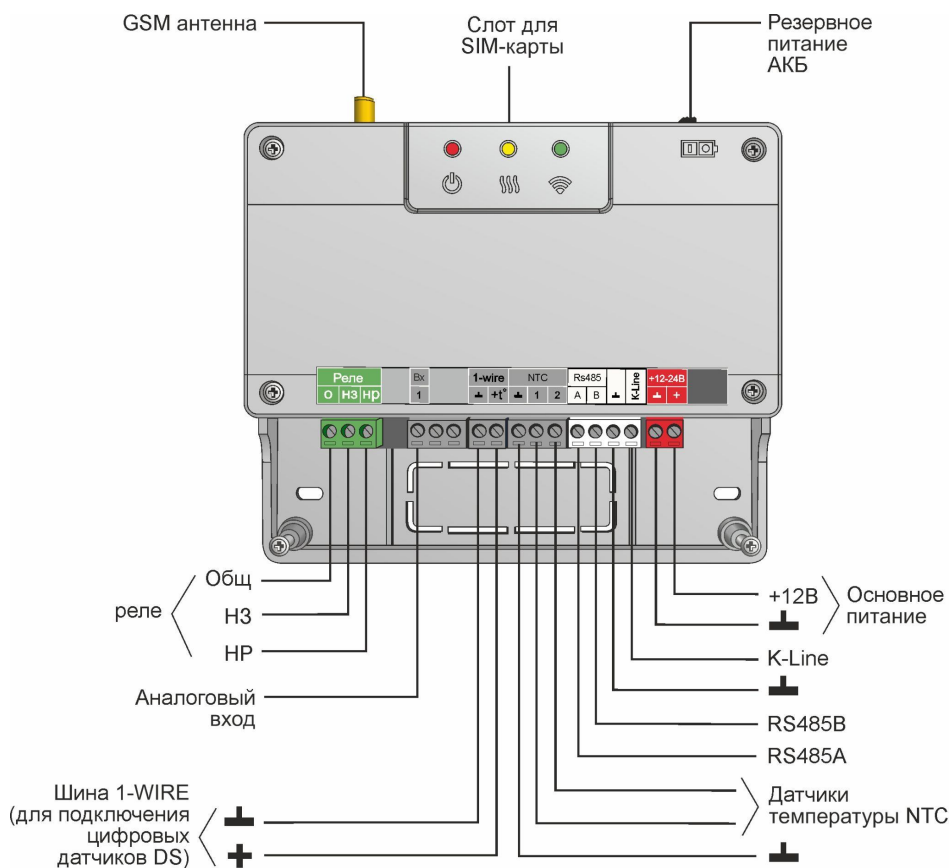 GSM антенна
Слот для
SIM-карты
Резервное
питание
АКБ
Реле
О НЗ НР
Вх
1
1-wire
+t°
NTC
1 2
Rs485
A B
K-Line
+12-24В
+
Общ
НЗ
НР
реле
Аналоговый
вход
Шина 1-WIRE
(для подключения
цифровых
датчиков DS)
+12В
Основное
питание
K-Line
RS485B
RS485A
Датчики
температуры NTC